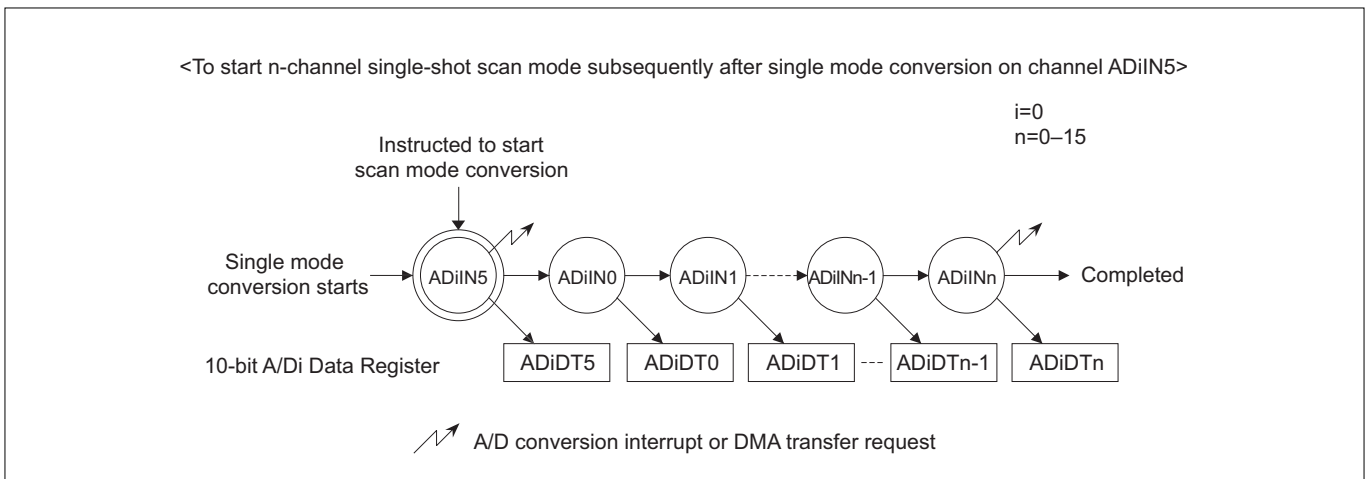 <To start n-channel single-shot scan mode subsequently after single mode conversion on channel ADiIN5>
i=0
n=0–15
Instructed to start
scan mode conversion
Single mode
conversion starts
ADiIN5
ADiIN0
ADiIN1
ADiINn-1
ADiINn
Completed
10-bit A/Di Data Register
ADiDT5
ADiDT0
ADiDT1
ADiDTn-1
ADiDTn
A/D conversion interrupt or DMA transfer request